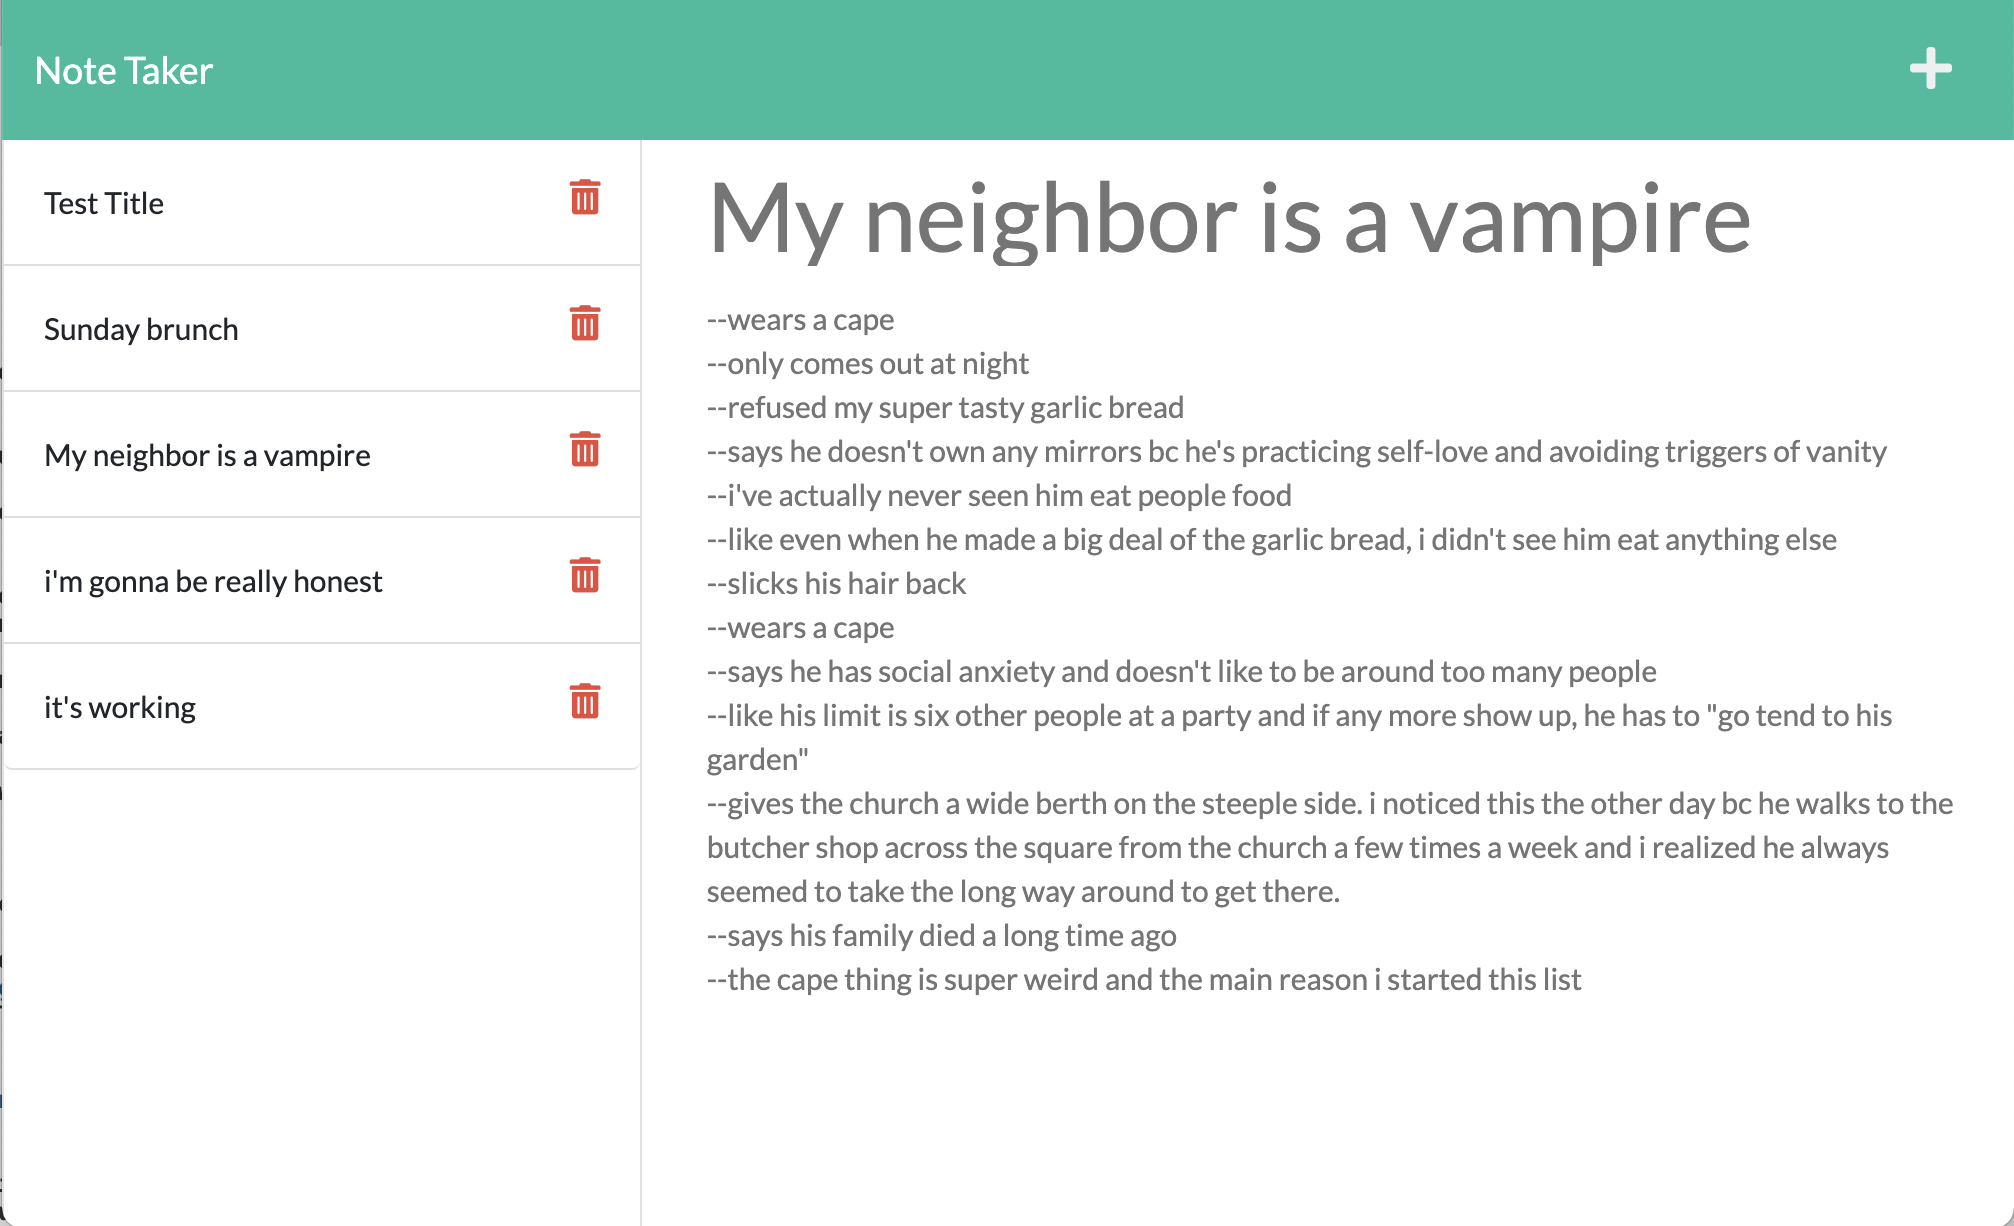 Note Taker
Test Title
Sunday brunch
My neighbor is a vampire
i'm gonna be really honest
it's working
My neighbor is a vampire
--wears a cape
--only comes out at night
--refused my super tasty garlic bread
--says he doesn't own any mirrors bc he's practicing self-love and avoiding triggers of vanity
--i've actually never seen him eat people food
--like even when he made a big deal of the garlic bread, i didn't see him eat anything else
--slicks his hair back
--wears a cape
--says he has social anxiety and doesn't like to be around too many people
--like his limit is six other people at a party and if any more show up, he has to "go tend to his
garden"
--gives the church a wide berth on the steeple side. i noticed this the other day bc he walks to the
butcher shop across the square from the church a few times a week and i realized he always
seemed to take the long way around to get there.
--says his family died a long time ago
--the cape thing is super weird and the main reason i started this list